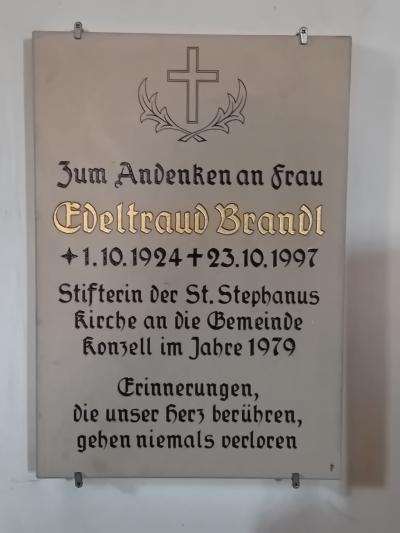 Zum Andenken an Frau
Edeltraud Brandl
✦ 1.10.1924 ✝ 23.10.1997
Stifterin der St. Stephanus
Kirche an die Gemeinde
Konzell im Jahre 1979
Erinnerungen,
die unser Herz berühren,
gehen niemals verloren